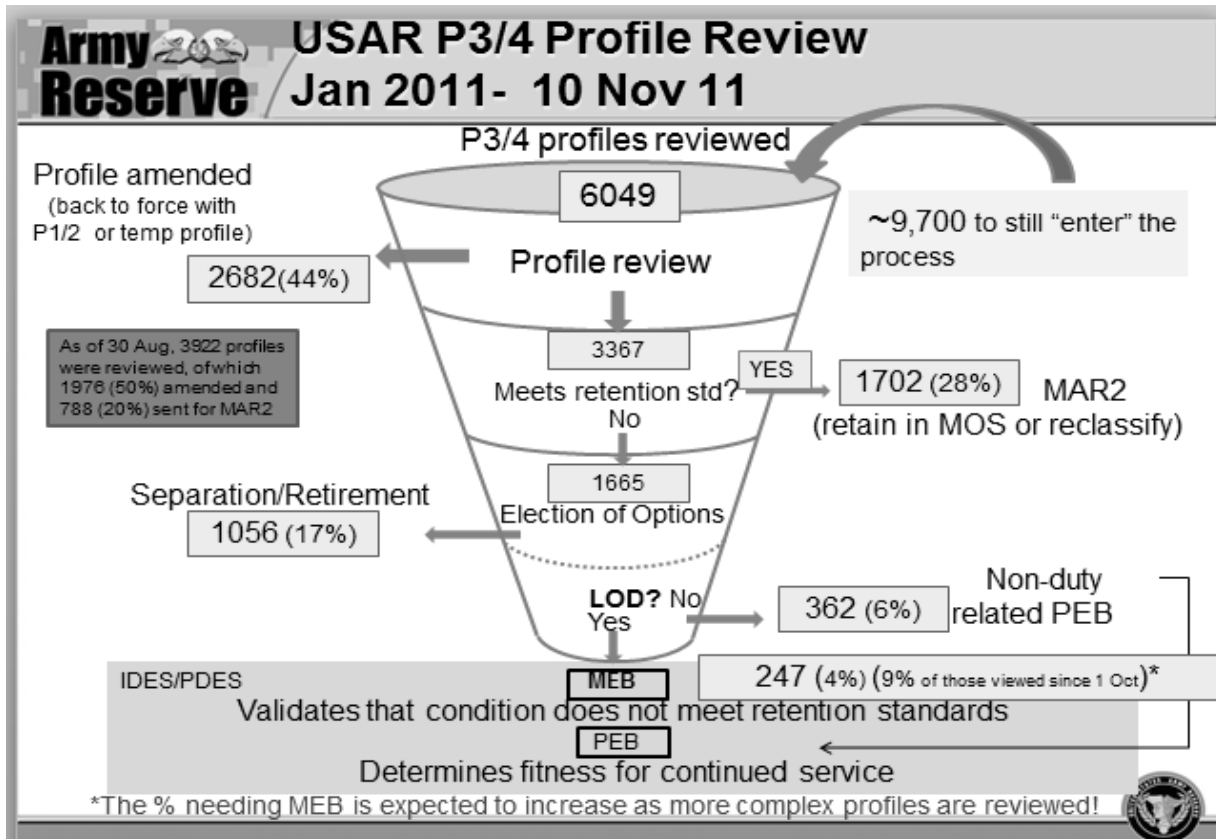 Army
Reserve
USAR P3/4 Profile Review
Jan 2011- 10 Nov 11
P3/4 profiles reviewed
6049
~9,700 to still "enter" the
process
Profile amended
(back to force with
P1/2 or temp profile)
2682(44%)
Profile review
As of 30 Aug, 3922 profiles
were reviewed, of which
1976 (50%) amended and
788 (20%) sent for MAR2
3367
Meets retention std?
YES
1702 (28%)
MAR2
(retain in MOS or reclassify)
No
1665
Election of Options
Separation/Retirement
1056 (17%)
LOD? No
Yes
362 (6%)
Non-duty
related PEB
IDES/PDES
MEB
247 (4%) (9% of those viewed since 1 Oct)*
Validates that condition does not meet retention standards
PEB
Determines fitness for continued service
*The % needing MEB is expected to increase as more complex profiles are reviewed!